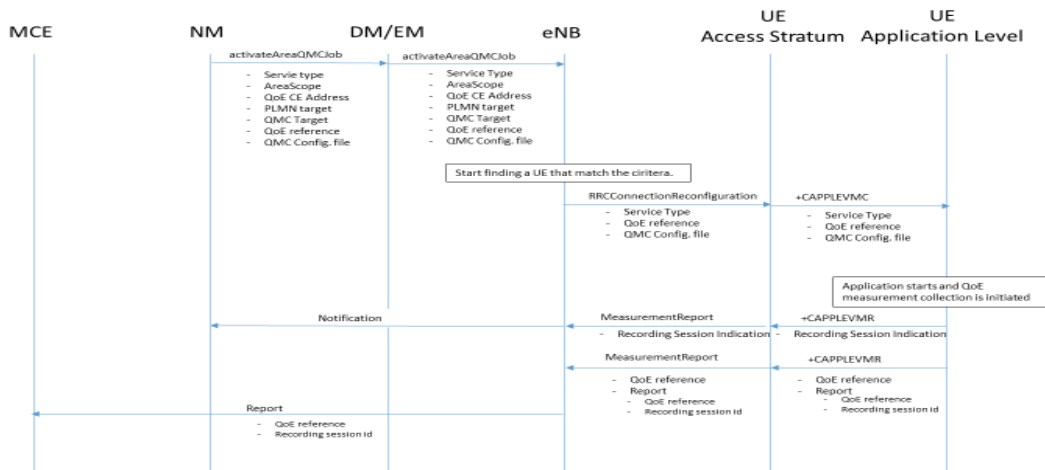 MCE
NM
DM/EM
eNB
UE
Access Stratum
UE
Application Level
activateAreaQMCJob
- Servie type
- AreaScope
- QoE CE Address
- PLMN target
- QMC Target
- QoE reference
- QMC Config. file
activateAreaQMCJob
- Service Type
- AreaScope
- QoE CE Address
- PLMN target
- QMC Target
- QoE reference
- QMC Config. file
Start finding a UE that match the ciritera.
RRCConnectionReconfiguration
- Service Type
- QoE reference
- QMC Config. file
+CAPPLEVMC
- Service Type
- QoE reference
- QMC Config. file
Application starts and QoE
measurement collection is initiated
Notification
MeasurementReport
- Recording Session Indication
+CAPPLEVMR
- Recording Session Indication
MeasurementReport
- QoE reference
- Report
- QoE reference
- Recording session id
+CAPPLEVMR
- QoE reference
- Report
- QoE reference
- Recording session id
Report
- QoE reference
- Recording session id